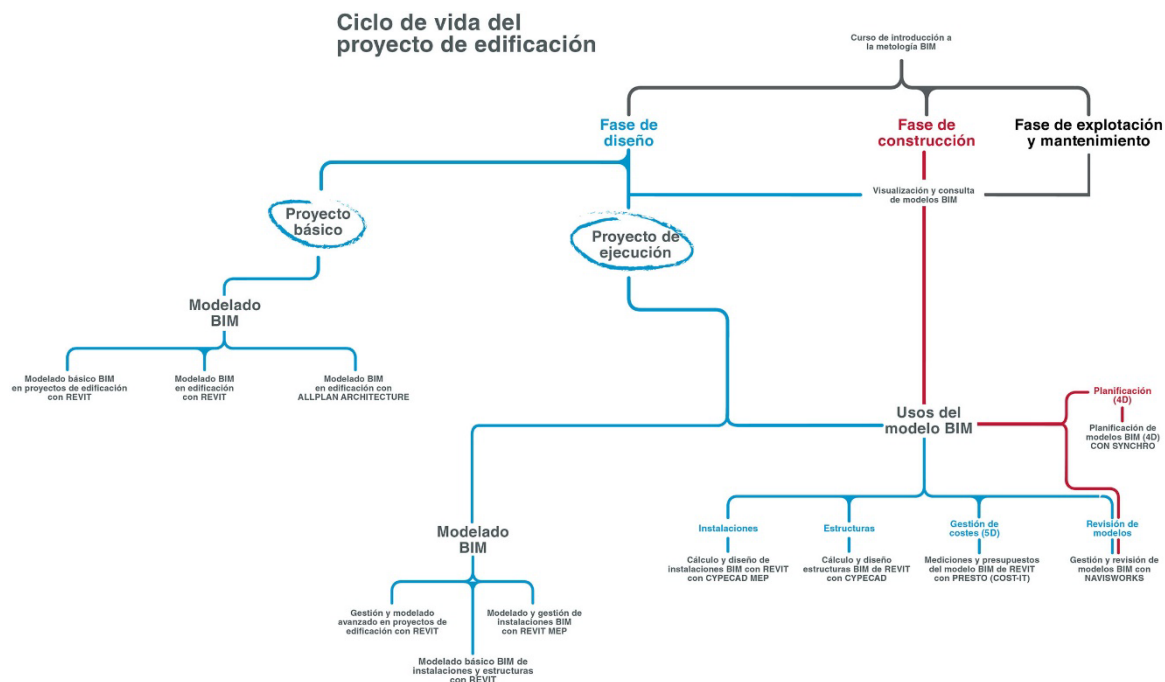 Ciclo de vida del
proyecto de edificación
Curso de introducción a
la metología BIM
Fase de
diseño
Fase de
construcción
Fase de explotación
y mantenimiento
Visualización y consulta
de modelos BIM
Proyecto
básico
Proyecto de
ejecución
Modelado
BIM
Modelado básico BIM
en proyectos de edificación
con REVIT
Modelado BIM
en edificación
con REVIT
Modelado BIM
en edificación con
ALLPLAN ARCHITECTURE
Usos del
modelo BIM
Planificación
(4D)
Planificación de
modelos BIM (4D)
CON SYNCHRO
Modelado
BIM
Instalaciones
Cálculo y diseño de
instalaciones BIM con REVIT
con CYPECAD MEP
Estructuras
Cálculo y diseño
estructuras BIM de REVIT
con CYPECAD
Gestión de
costes (5D)
Mediciones y presupuestos
del modelo BIM de REVIT
con PRESTO (COST-IT)
Revisión de
modelos
Gestión y revisión de
modelos BIM con
NAVISWORKS
Gestión y modelado
avanzado en proyectos de
edificación con REVIT
Modelado y gestión de
instalaciones BIM
con REVIT MEP
Modelado básico BIM de
instalaciones y estructuras
con REVIT